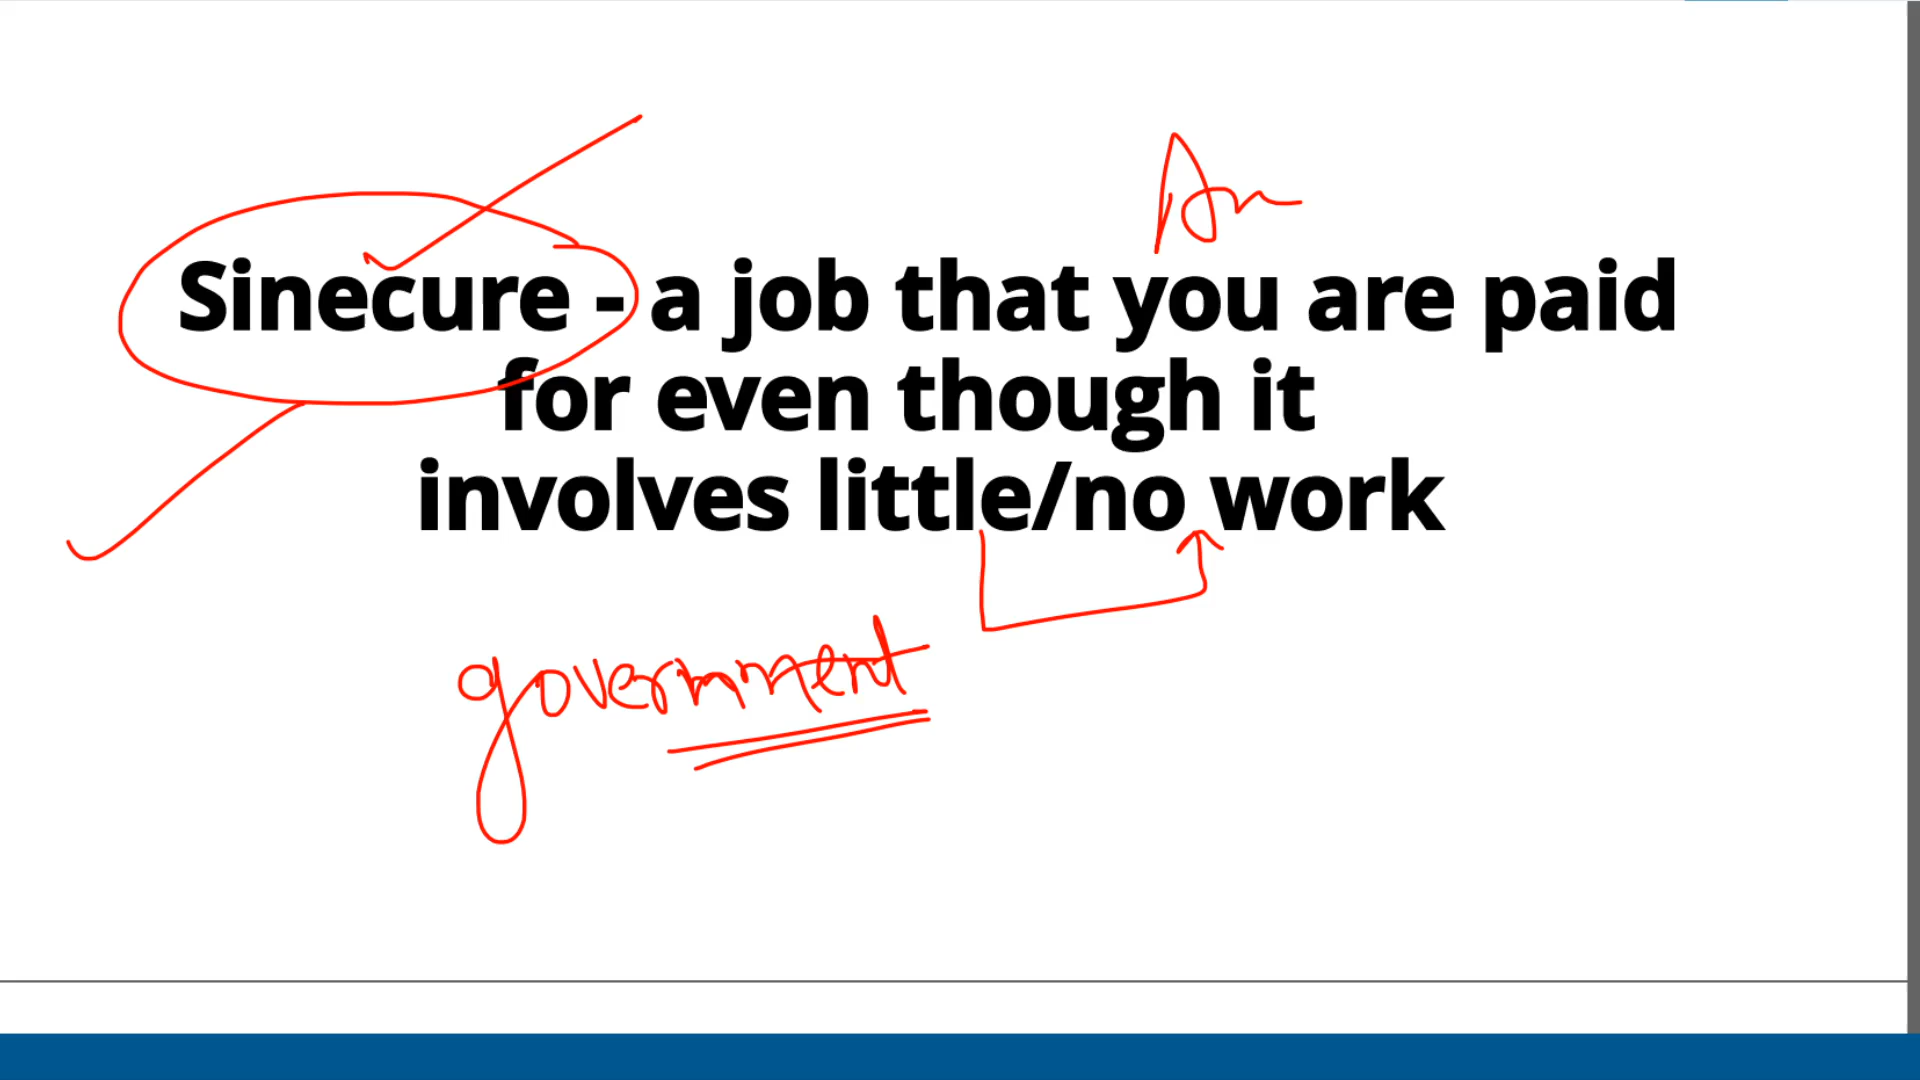 Sinecure - a job that you are paid
for even though it
involves little/no work
government